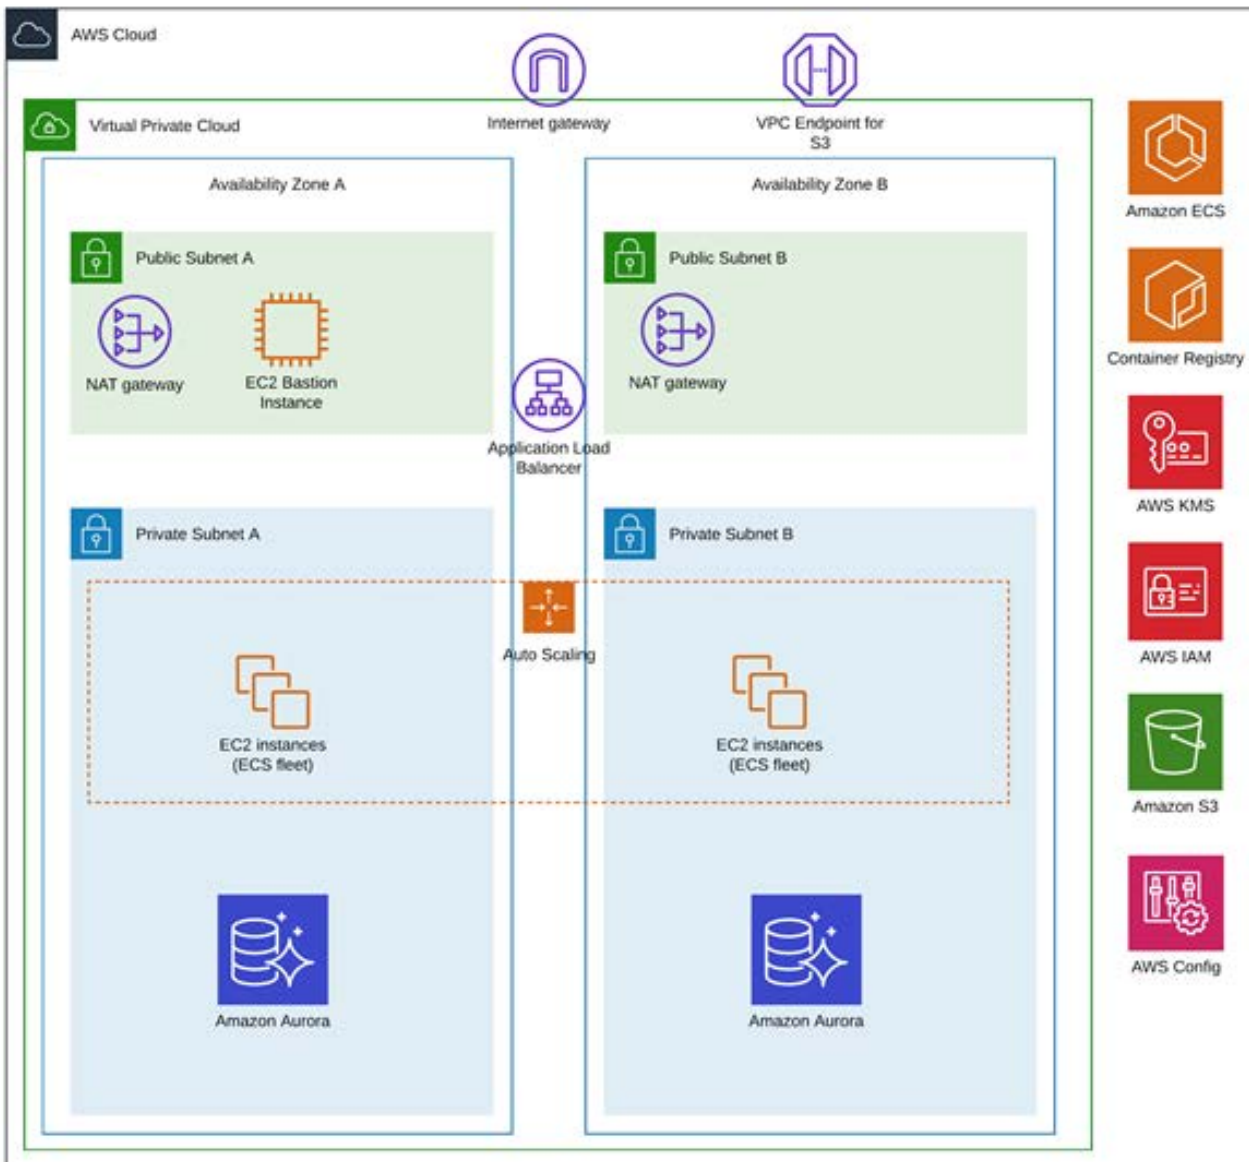 AWS Cloud
Internet gateway
VPC Endpoint for
S3
Virtual Private Cloud
Availability Zone A
Availability Zone B
Public Subnet A
NAT gateway
EC2 Bastion
Instance
Public Subnet B
NAT gateway
Application Load
Balancer
Private Subnet A
Private Subnet B
Auto Scaling
EC2 instances
(ECS fleet)
EC2 instances
(ECS fleet)
Amazon Aurora
Amazon Aurora
Amazon ECS
Container Registry
AWS KMS
AWS IAM
Amazon S3
AWS Config